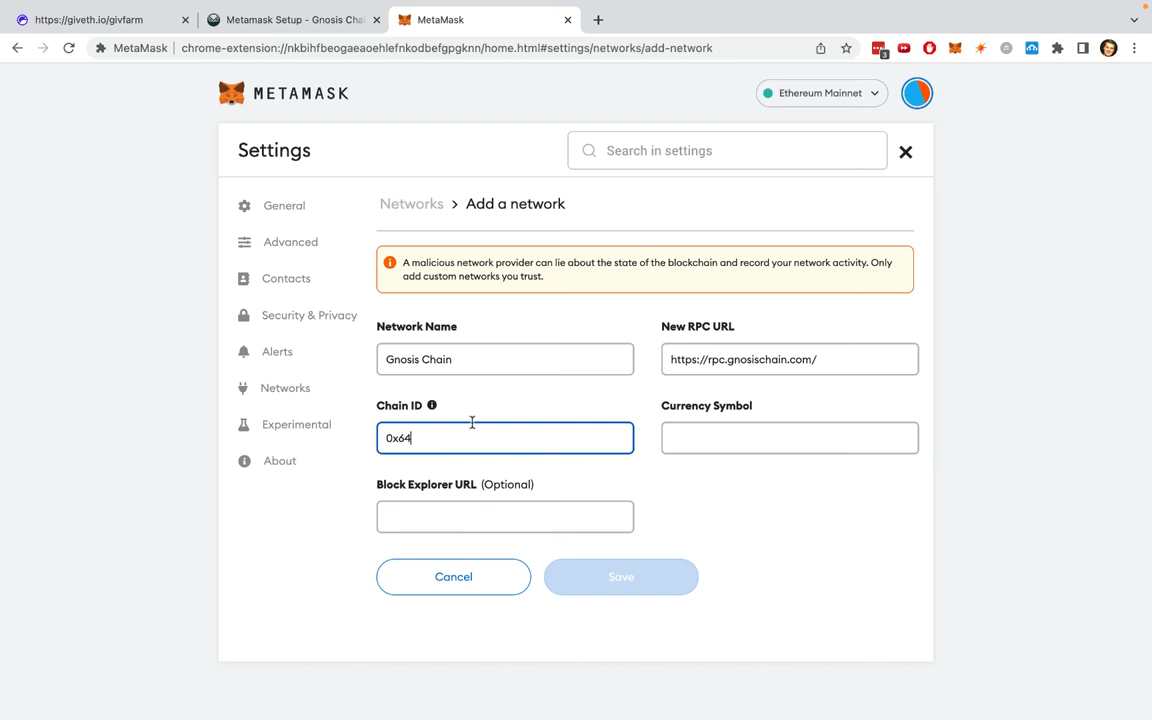 https://giveth.io/givfarm
Metamask Setup - Gnosis Chai
MetaMask
MetaMask
chrome-extension://nkbihfbeogaeaoehlefnkodbefgpgknn/home.html#settings/networks/add-network
3
METAMASK
Ethereum Mainnet
Settings
Search in settings
General
Advanced
Contacts
Security & Privacy
Alerts
Networks
Experimental
About
Networks > Add a network
A malicious network provider can lie about the state of the blockchain and record your network activity. Only
add custom networks you trust.
Network Name
New RPC URL
Gnosis Chain
https://rpc.gnosischain.com/
Chain ID
Currency Symbol
0x64
Block Explorer URL (Optional)
Cancel
Save